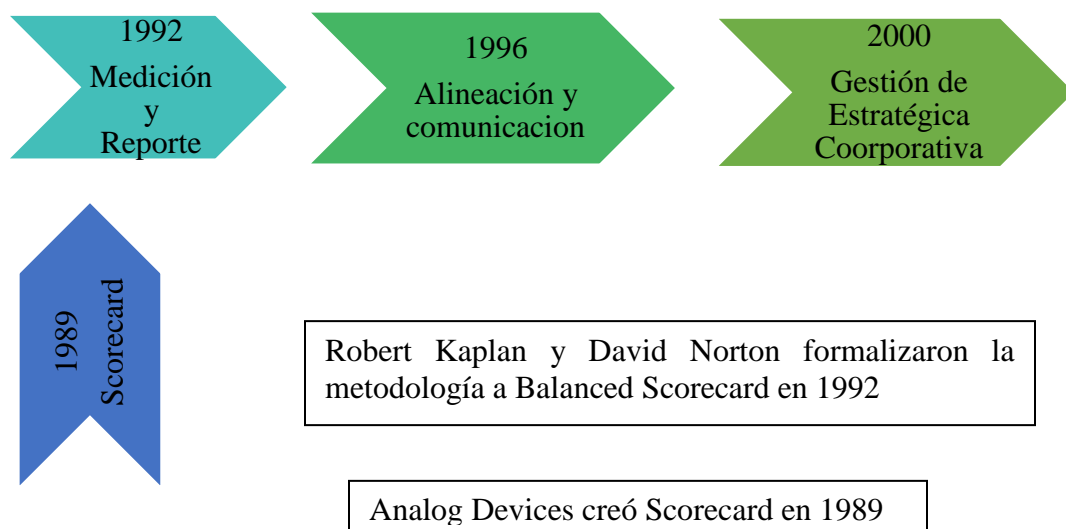 1992
Medición
y
Reporte
1996
Alineación y
comunicacion
2000
Gestión de
Estratégica
Coorporativa
1989
Scorecard
Robert Kaplan y David Norton formalizaron la
metodología a Balanced Scorecard en 1992
Analog Devices creó Scorecard en 1989